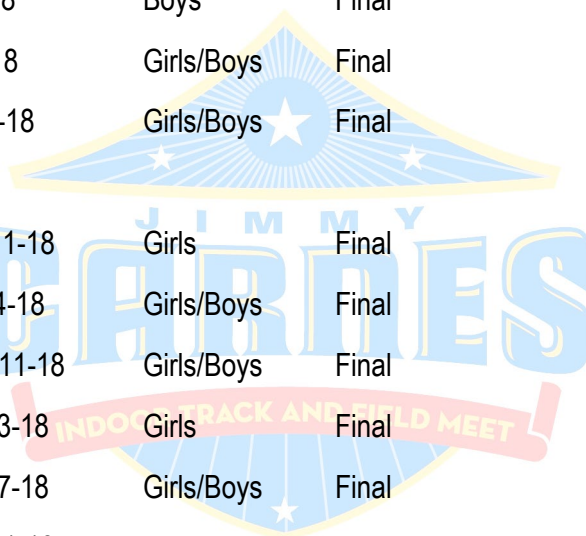 8 Boys Final
8 Girls/Boys Final
-18 Girls/Boys Final
JIMMY
1-18 Girls Final
4-18 Girls/Boys Final
CARNES
11-18 Girls/Boys Final
INDOOR TRACK AND FIELD MEET
3-18 Girls Final
7-18 Girls/Boys Final